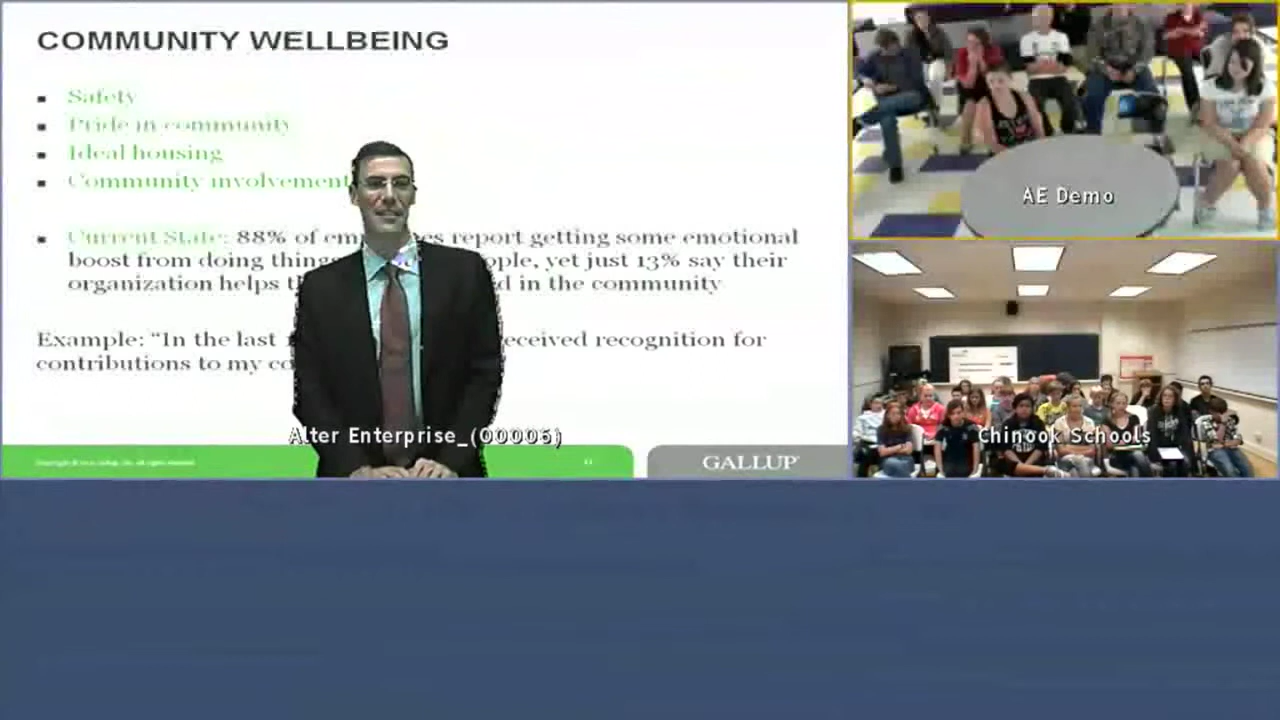 COMMUNITY WELLBEING
Safety
Pride in community
Ideal housing
Community involvement
Current State: 88% of em es report getting some emotional
boost from doing things ople, yet just 13% say their
organization helps th d in the community
Example: “In the last eceived recognition for
contributions to my co
Alter Enterprise_(00006)
GALLUP
AE Demo
Chinook Schools